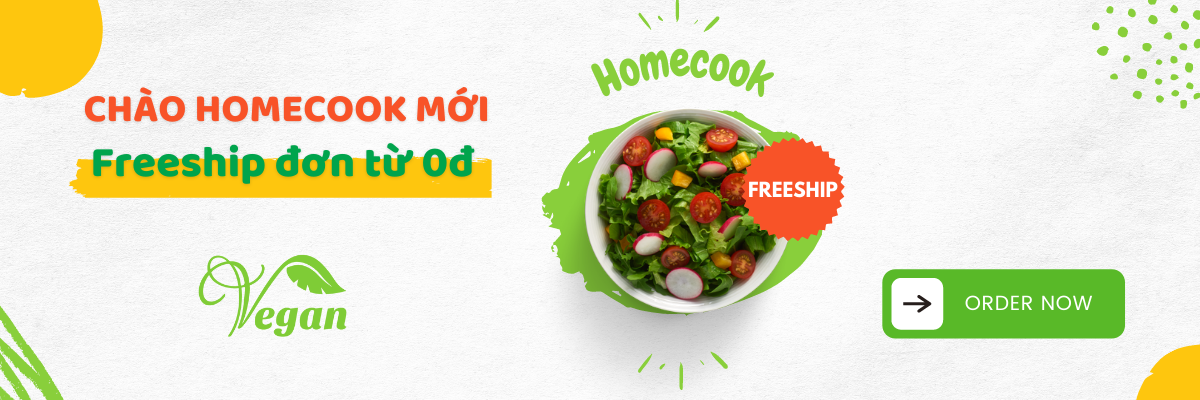 Homecook
CHÀO HOMECOOK MỚI
Freeship đơn từ 0đ
FREESHIP
Vegan
ORDER NOW